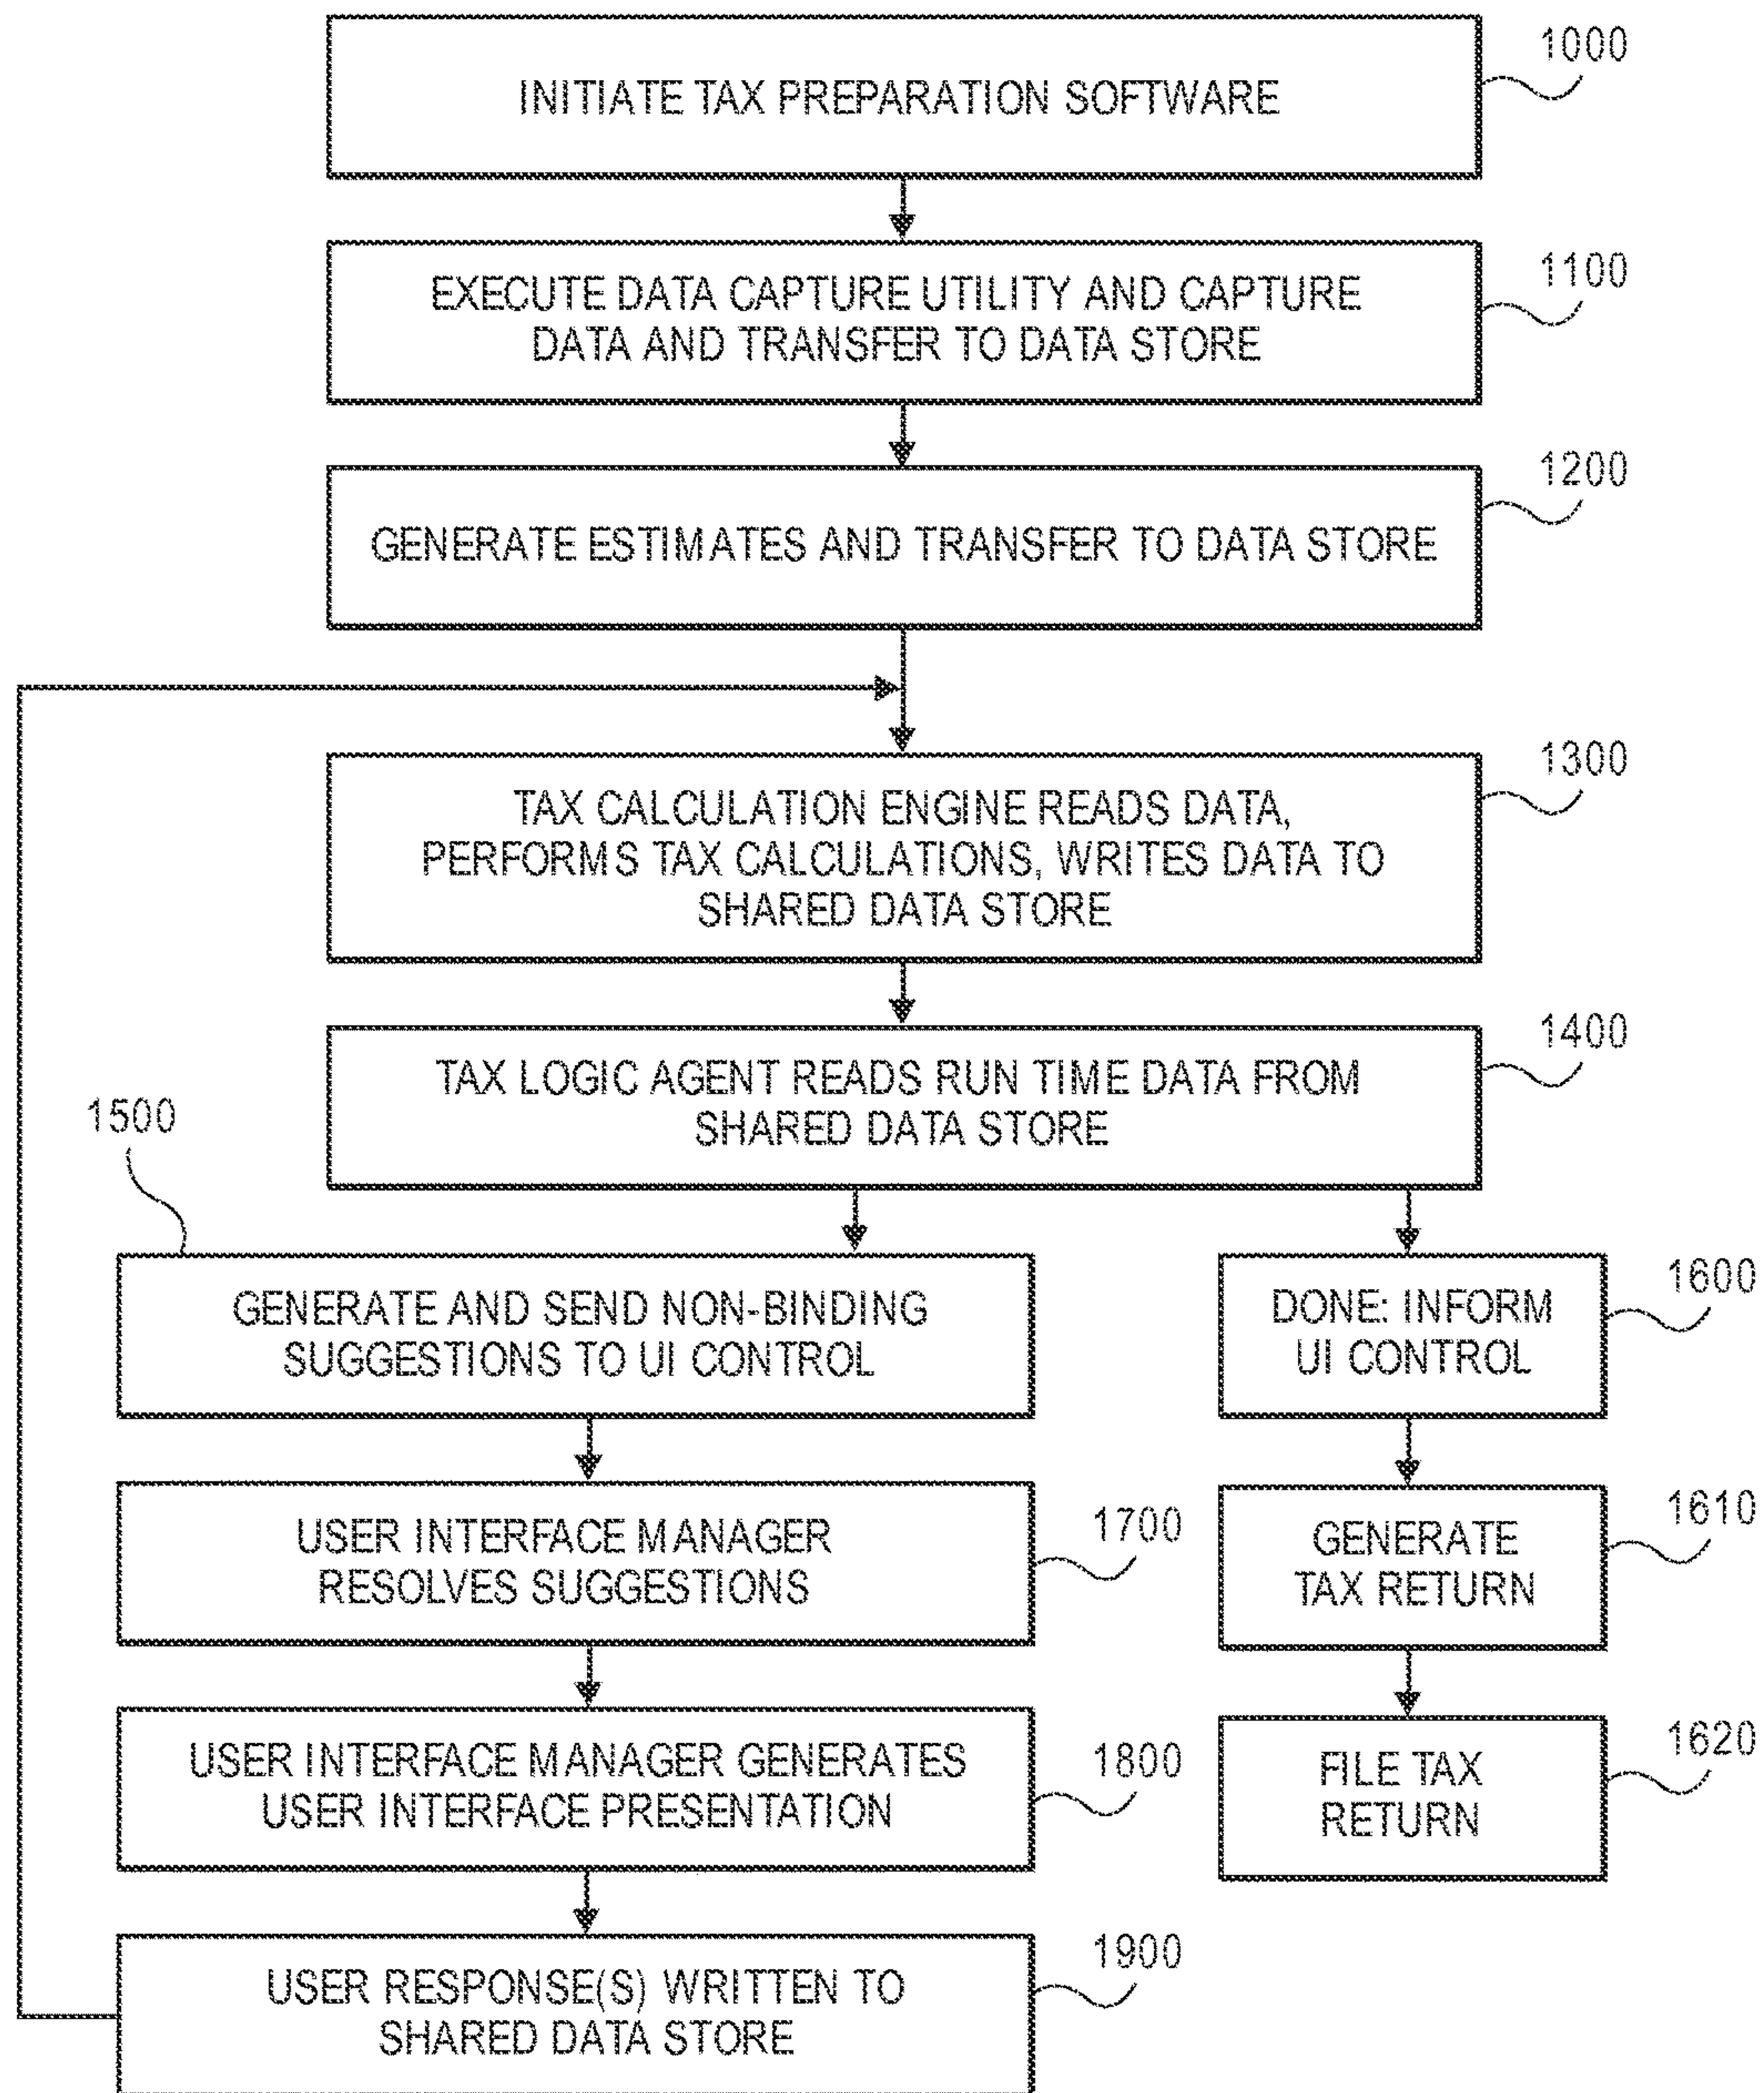 INITIATE TAX PREPARATION SOFTWARE
1000
EXECUTE DATA CAPTURE UTILITY AND CAPTURE
DATA AND TRANSFER TO DATA STORE
1100
GENERATE ESTIMATES AND TRANSFER TO DATA STORE
1200
TAX CALCULATION ENGINE READS DATA,
PERFORMS TAX CALCULATIONS, WRITES DATA TO
SHARED DATA STORE
1300
TAX LOGIC AGENT READS RUN TIME DATA FROM
SHARED DATA STORE
1400
1500
GENERATE AND SEND NON-BINDING
SUGGESTIONS TO UI CONTROL
DONE: INFORM
UI CONTROL
1600
USER INTERFACE MANAGER
RESOLVES SUGGESTIONS
1700
GENERATE
TAX RETURN
1610
USER INTERFACE MANAGER GENERATES
USER INTERFACE PRESENTATION
1800
FILE TAX
RETURN
1620
USER RESPONSE(S) WRITTEN TO
SHARED DATA STORE
1900